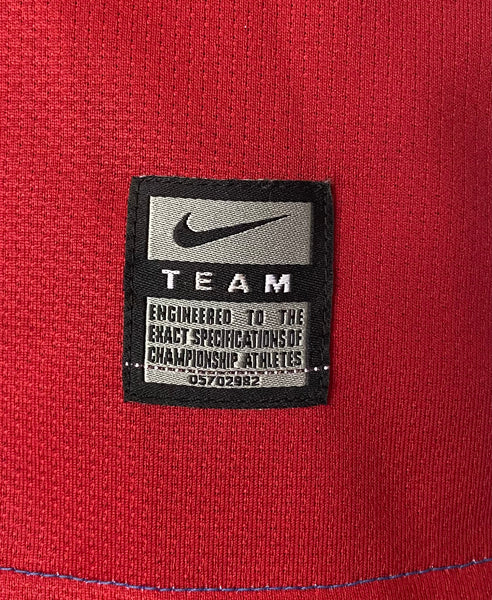 TEAM
ENGINEERED TO THE
EXACT SPECIFICATIONS OF
CHAMPIONSHIP ATHLETES
05702982